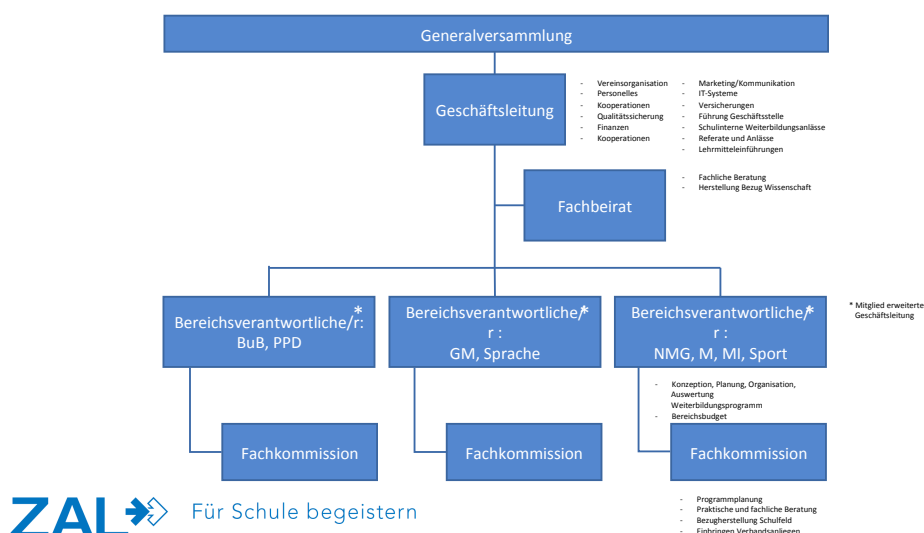 Generalversammlung
Geschäftsleitung
- Vereinsorganisation
- Personelles
- Kooperationen
- Qualitätssicherung
- Finanzen
- Kooperationen
- Marketing/Kommunikation
- IT-Systeme
- Versicherungen
- Führung Geschäftsstelle
- Schulinterne Weiterbildungsanlässe
- Referate und Anlässe
- Lehrmitteleinführungen
Fachbeirat
- Fachliche Beratung
- Herstellung Bezug Wissenschaft
*
Bereichsverantwortliche/r:
BuB, PPD
Bereichsverantwortliche/*
r :
GM, Sprache
Bereichsverantwortliche/*
r :
NMG, M, MI, Sport
* Mitglied erweiterte
Geschäftsleitung
- Konzeption, Planung, Organisation,
Auswertung
Weiterbildungsprogramm
- Bereichsbudget
Fachkommission
Fachkommission
Fachkommission
- Programmplanung
- Praktische und fachliche Beratung
- Bezugherstellung Schulfeld
- Einbringen Verbandsanliegen
ZAL Für Schule begeistern